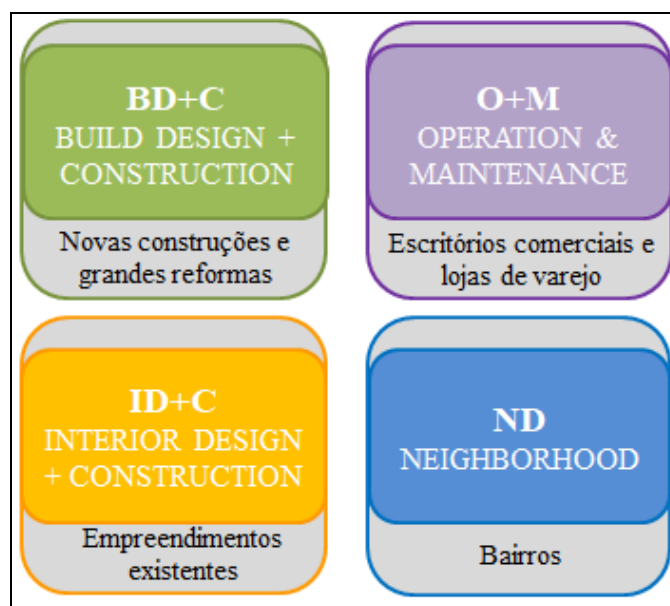 BD+C
BUILD DESIGN +
CONSTRUCTION
Novas construções e
grandes reformas
O+M
OPERATION &
MAINTENANCE
Escritórios comerciais e
lojas de varejo
ID+C
INTERIOR DESIGN
+ CONSTRUCTION
Empreendimentos
existentes
ND
NEIGHBORHOOD
Bairros